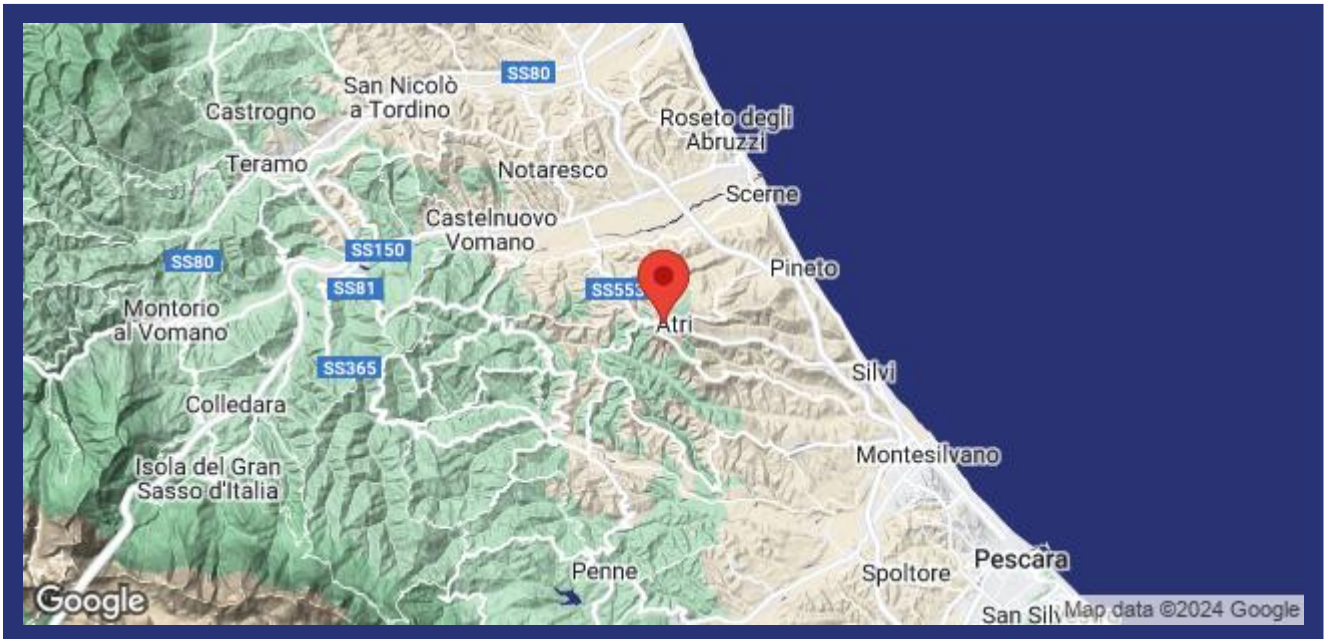 SS80
San Nicolò
a Tordino
Castrogno
Roseto degli
Abruzzi
Teramo
Notaresco
Scerne
Castelnuovo
Vomano
SS150
SS80
Pineto
SS81
SS553
Montorio
al Vomano
Atri
SS365
Silvi
Colledara
Montesilvano
Isola del Gran
Sasso d'Italia
Pescara
Penne
Spoltore
Google
San
Map data ©2024 Google